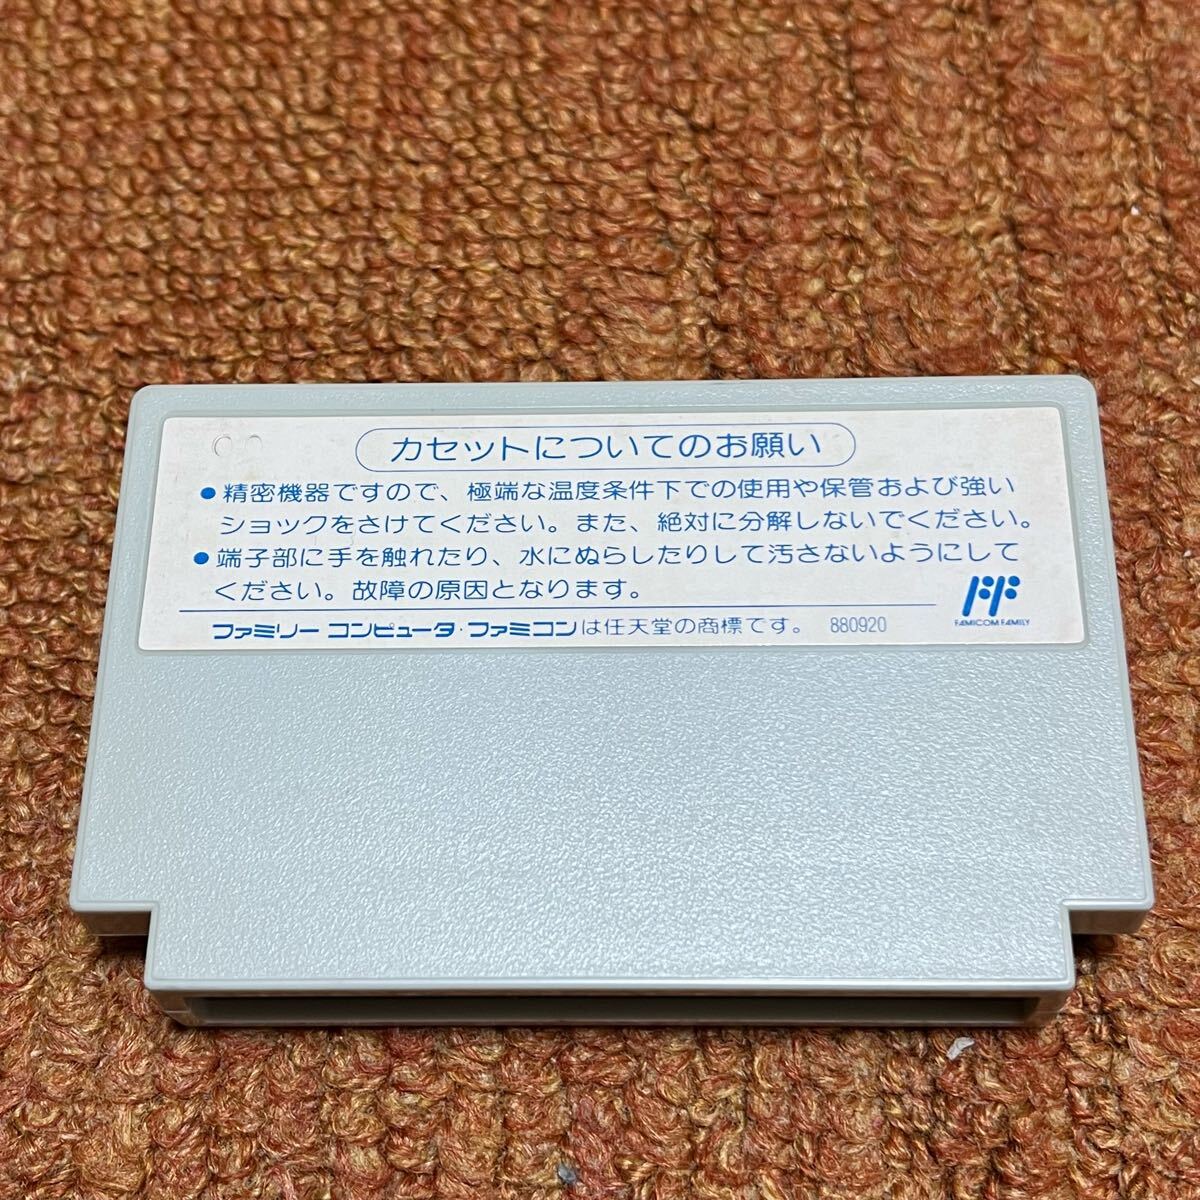 カセットについてのお願い
●精密機器ですので、極端な温度条件下での使用や保管および強い
ショックをさけてください。また、絶対に分解しないでください。
●端子部に手を触れたり、水にぬらしたりして汚さないようにして
ください。故障の原因となります。
ファミリーコンピュータ・ファミコンは任天堂の商標です。 880920
FF
FAMICOM FAMILY